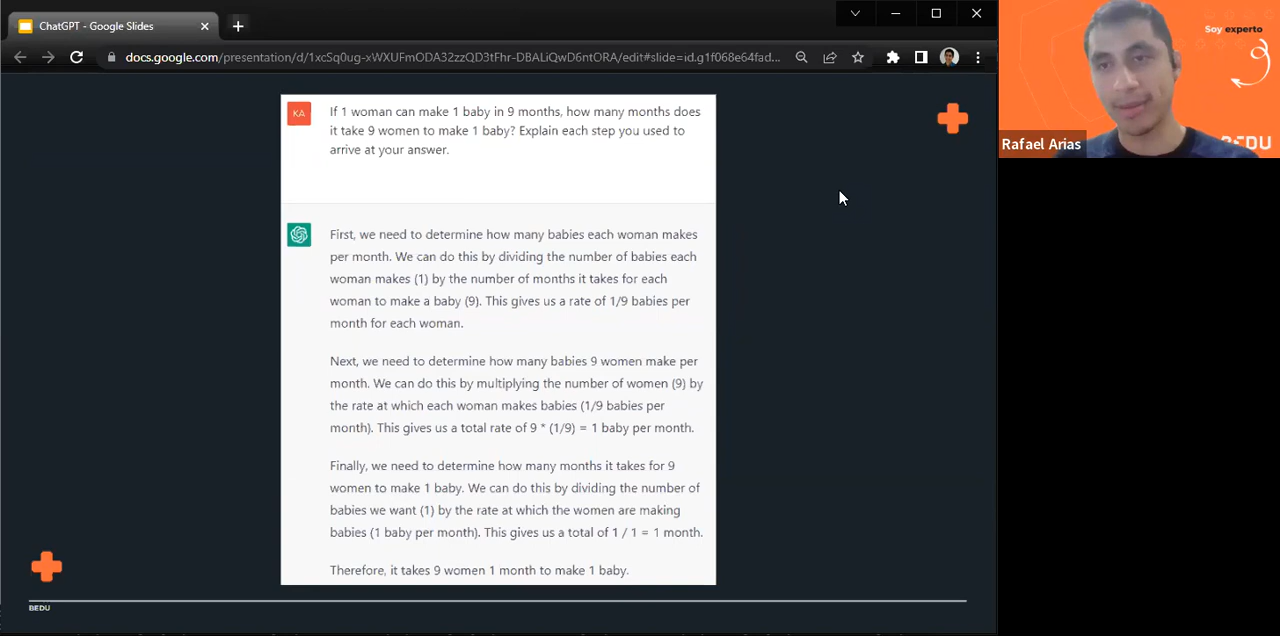 ChatGPT - Google Slides
docs.google.com/presentation/d/1xcSq0ug-xWXUFmODA32zzQD3tFhr-DBALiQwD6ntORA/edit#slide=id.g1f068e64fad...
KA
If 1 woman can make 1 baby in 9 months, how many months does
it take 9 women to make 1 baby? Explain each step you used to
arrive at your answer.
First, we need to determine how many babies each woman makes
per month. We can do this by dividing the number of babies each
woman makes (1) by the number of months it takes for each
woman to make a baby (9). This gives us a rate of 1/9 babies per
month for each woman.
Next, we need to determine how many babies 9 women make per
month. We can do this by multiplying the number of women (9) by
the rate at which each woman makes babies (1/9 babies per
month). This gives us a total rate of 9 * (1/9) = 1 baby per month.
Finally, we need to determine how many months it takes for 9
women to make 1 baby. We can do this by dividing the number of
babies we want (1) by the rate at which the women are making
babies (1 baby per month). This gives us a total of 1 / 1 = 1 month.
Therefore, it takes 9 women 1 month to make 1 baby.
BEDU
Soy experto
Rafael Arias
BEDU